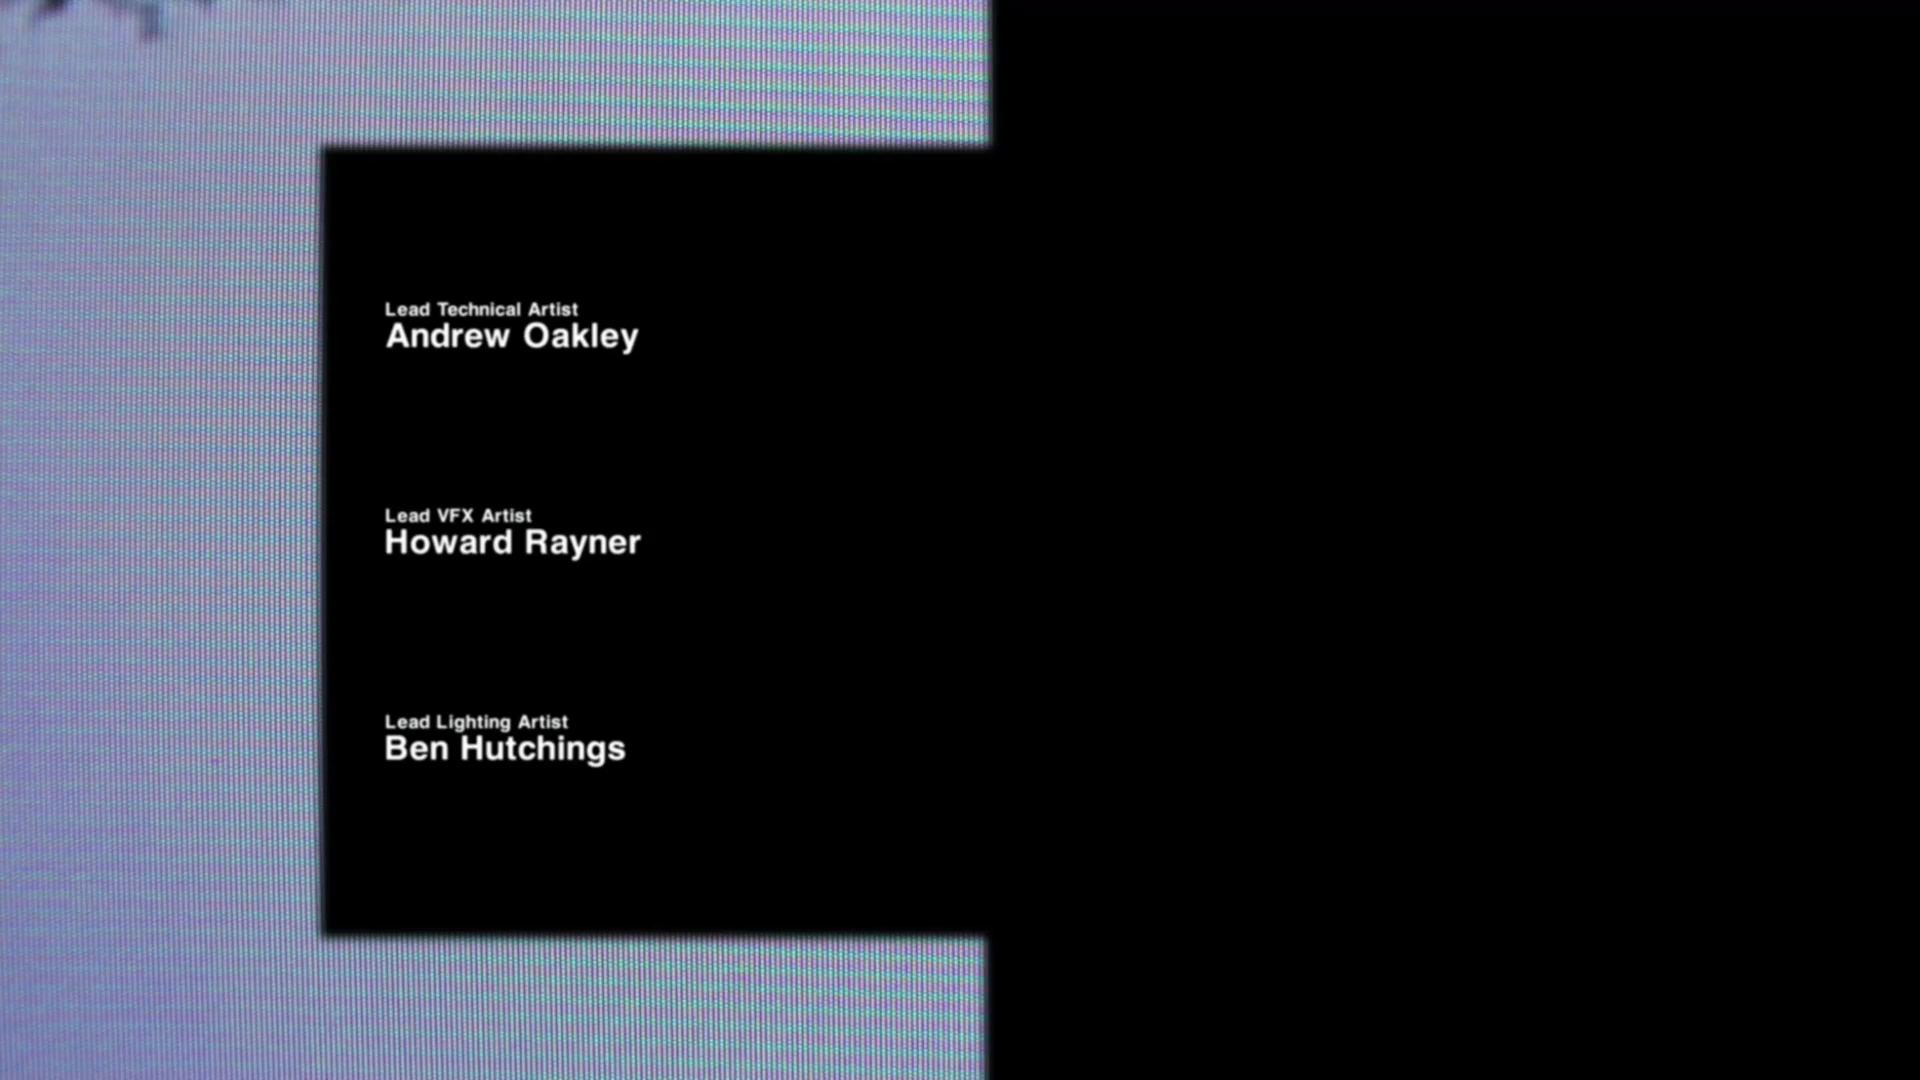 Lead Technical Artist
Andrew Oakley
Lead VFX Artist
Howard Rayner
Lead Lighting Artist
Ben Hutchings